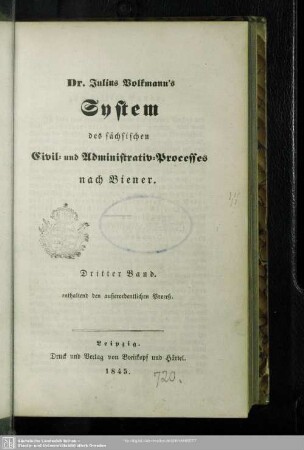 Dr. Julius Volkmann's
System
des sächsischen
Civil- und Administrativ-Processes
nach Biener.
Dritter Band.
enthaltend den außerordentlichen Proceß.
Leipzig.
Druck und Verlag von Breitkopf und Härtel.
1845.
720.